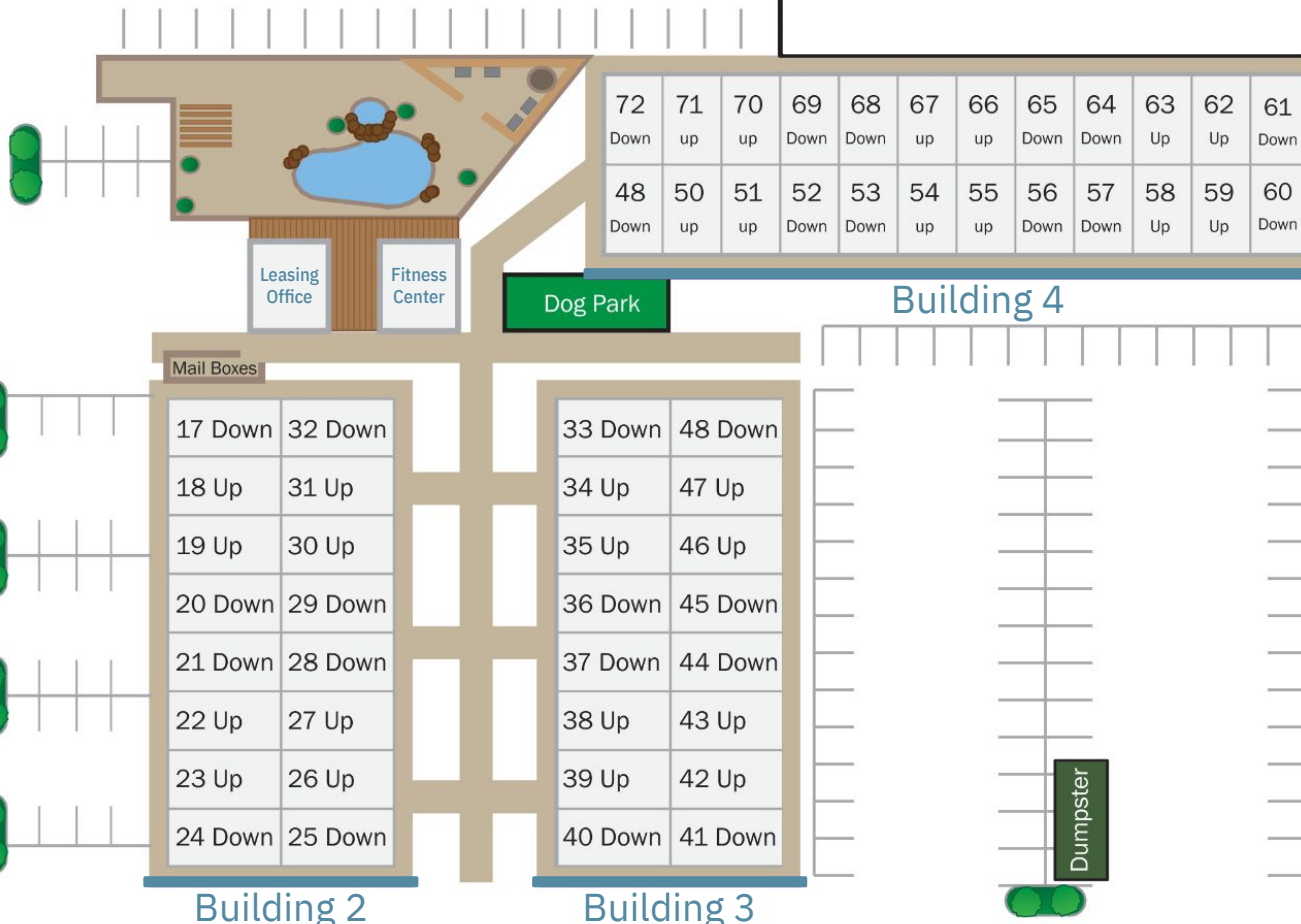 72 71 70 69 68 67 66 65 64 63 62 61
Down up up Down Down up up Down Down Up Up Down
48 50 51 52 53 54 55 56 57 58 59 60
Down up up Down Down up up Down Down Up Up Down
Building 4
Leasing
Office
Fitness
Center
Dog Park
Mail Boxes
17 Down 32 Down
18 Up 31 Up
19 Up 30 Up
20 Down 29 Down
21 Down 28 Down
22 Up 27 Up
23 Up 26 Up
24 Down 25 Down
Building 2
33 Down 48 Down
34 Up 47 Up
35 Up 46 Up
36 Down 45 Down
37 Down 44 Down
38 Up 43 Up
39 Up 42 Up
40 Down 41 Down
Building 3
Dumpster